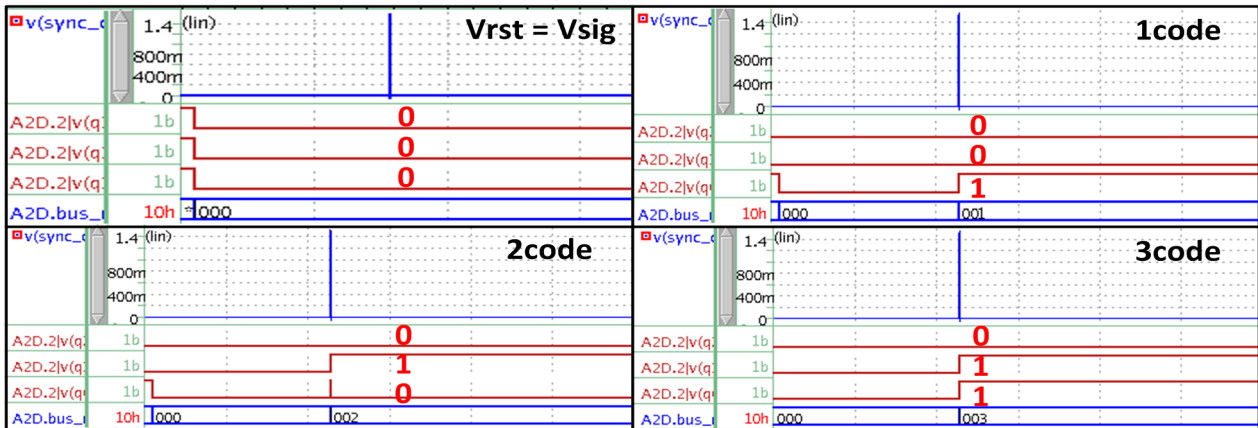 v(sync_c 1.4 (lin) Vrst = Vsig
800m
400m
0
A2D.2|v(q 1b 0
A2D.2|v(q 1b 0
A2D.2|v(q 1b 0
A2D.bus_ 10h * 000
v(sync_c 1.4 (lin) 1code
800m
400m
0
A2D.2|v(q 1b 0
A2D.2|v(q 1b 0
A2D.2|v(q 1b 1
A2D.bus_ 10h 000 001
v(sync_c 1.4 (lin) 2code
800m
400m
0
A2D.2|v(q 1b 0
A2D.2|v(q 1b 1
A2D.2|v(q 1b 0
A2D.bus_ 10h 000 002
v(sync_c 1.4 (lin) 3code
800m
400m
0
A2D.2|v(q 1b 0
A2D.2|v(q 1b 1
A2D.2|v(q 1b 1
A2D.bus_ 10h 000 003